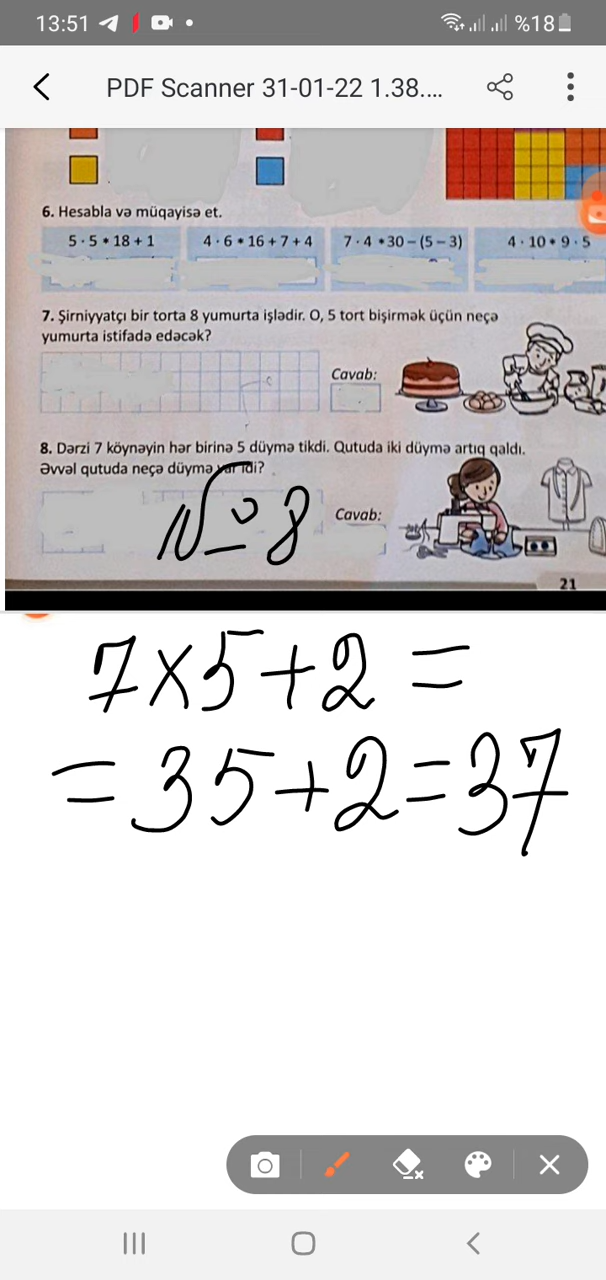 13:51 %18
PDF Scanner 31-01-22 1.38....
6. Hesabla və müqayisə et.
5 · 5 * 18 + 1 4 · 6 * 16 + 7 + 4 7 · 4 * 30 – (5 – 3) 4 · 10 * 9 · 5
7. Şirniyyatçı bir torta 8 yumurta işlədir. O, 5 tort bişirmək üçün neçə
yumurta istifadə edəcək?
Cavab:
8. Dərzi 7 köynəyin hər birinə 5 düymə tikdi. Qutuda iki düymə artıq qaldı.
Əvvəl qutuda neçə düymə var idi?
№ 8
Cavab:
21
7×5+2=
=35+2=37